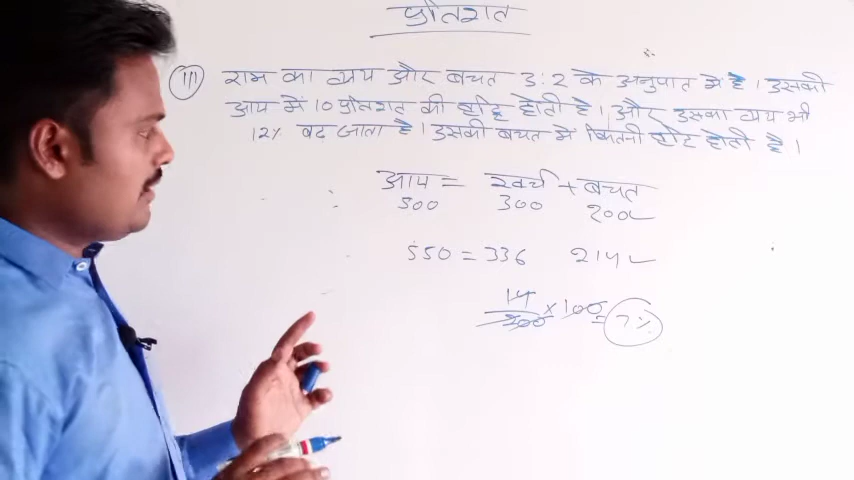 प्रतिशत
(111) राम का व्यय और बचत 3:2 के अनुपात में है । उसकी
आय में 10 प्रतिशत की वृद्धि होती है । और उसका व्यय भी
12% बढ जाता है । उसकी बचत में कितनी वृद्धि होती है ।
आय = खर्च + बचत
500 300 200
550 = 336 214
14/200 × 100 = 7%